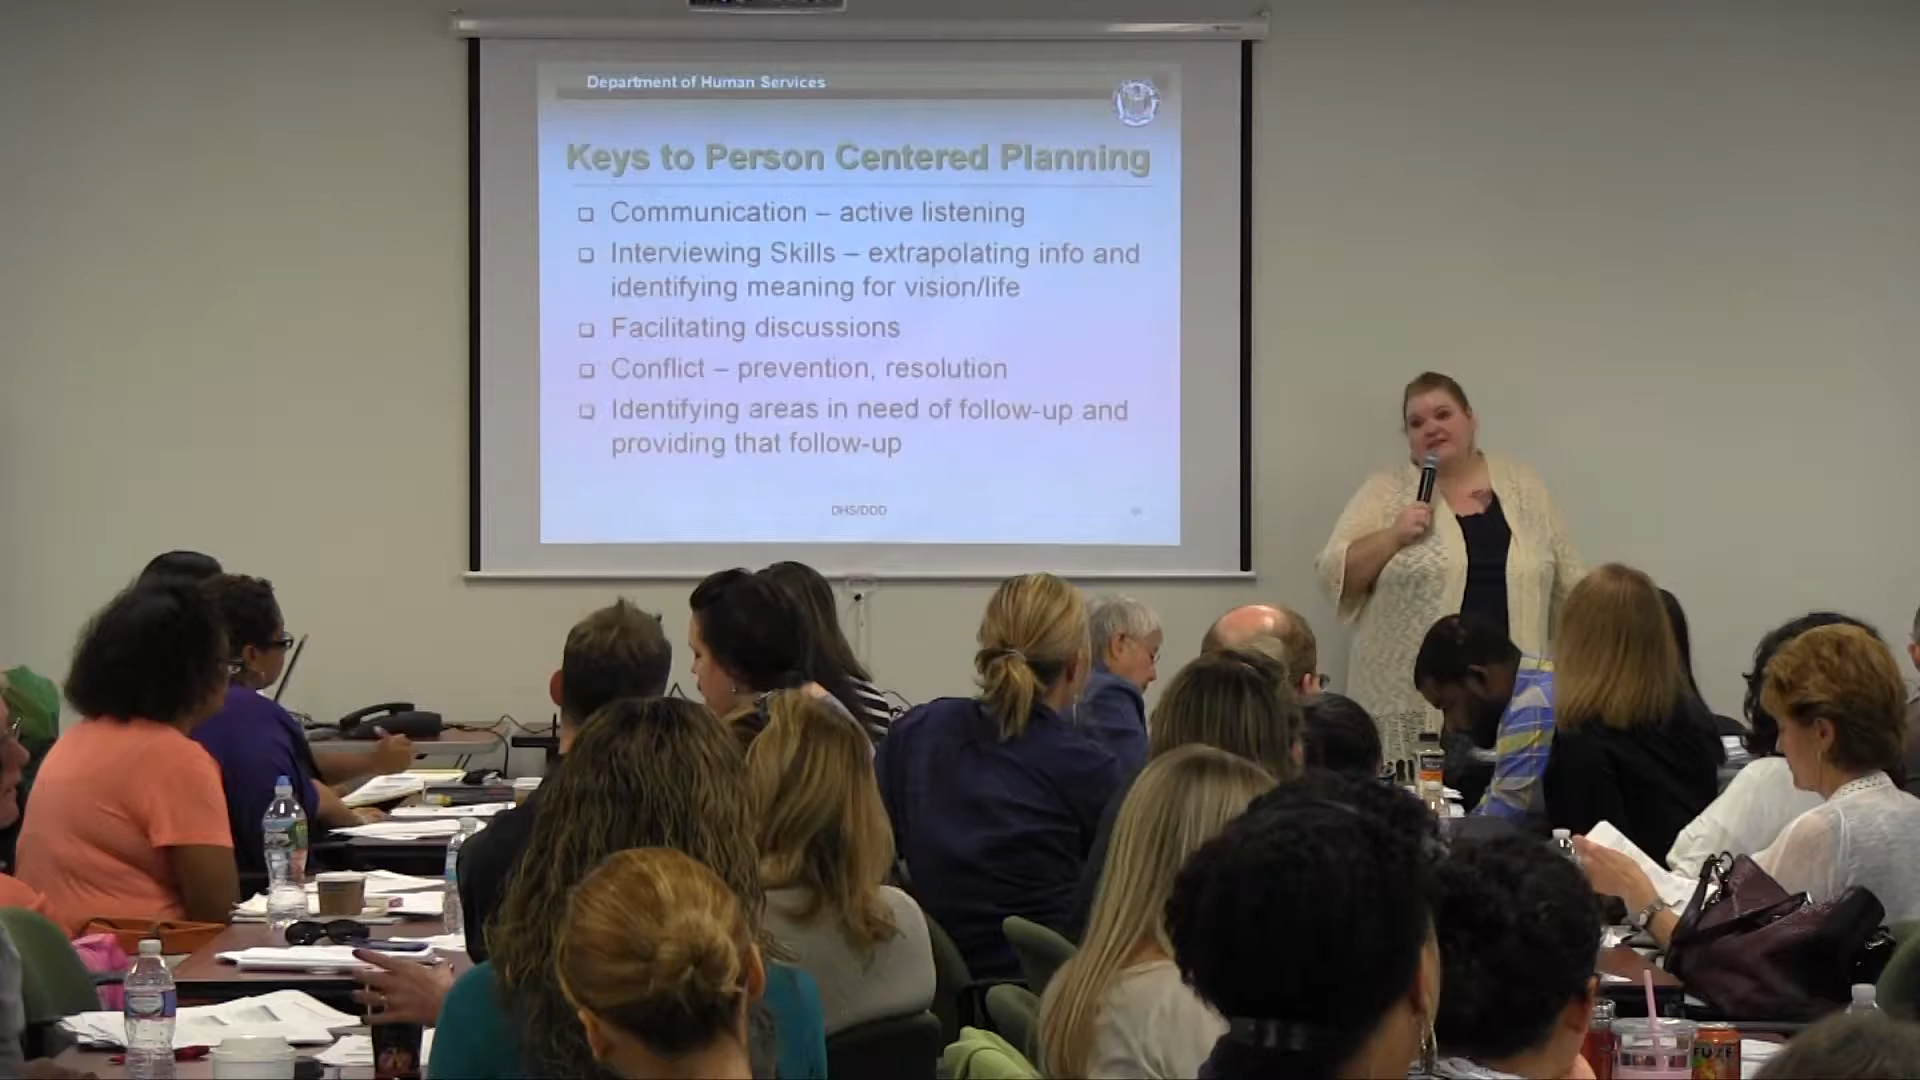 Department of Human Services
Keys to Person Centered Planning
❑ Communication – active listening
❑ Interviewing Skills – extrapolating info and
identifying meaning for vision/life
❑ Facilitating discussions
❑ Conflict – prevention, resolution
❑ Identifying areas in need of follow-up and
providing that follow-up
DHS/DDD
FUZE